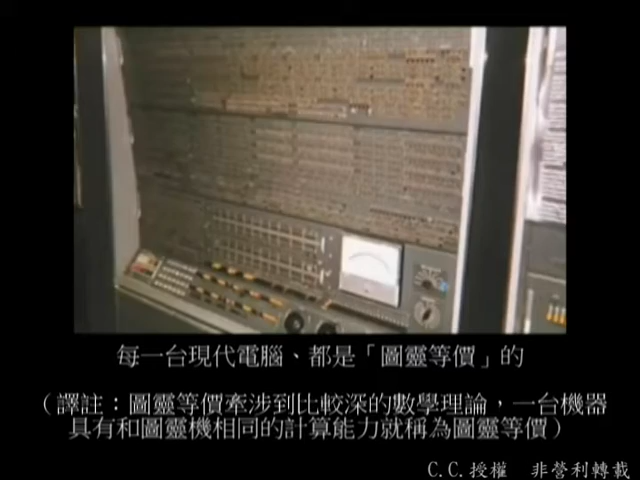 每一台現代電腦、都是「圖靈等價」的
（譯註：圖靈等價牽涉到比較深的數學理論，一台機器
具有和圖靈機相同的計算能力就稱為圖靈等價）
C.C.授權　非營利轉載